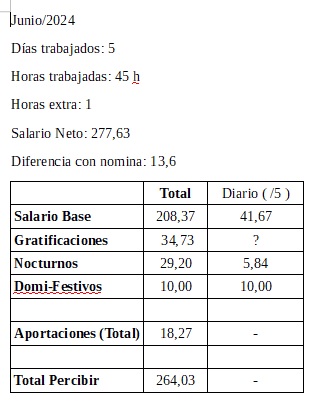 Junio/2024
Días trabajados: 5
Horas trabajadas: 45 h
Horas extra: 1
Salario Neto: 277,63
Diferencia con nomina: 13,6
Total Diario ( /5 )
Salario Base 208,37 41,67
Gratificaciones 34,73 ?
Nocturnos 29,20 5,84
Domi-Festivos 10,00 10,00
Aportaciones (Total) 18,27 -
Total Percibir 264,03 -